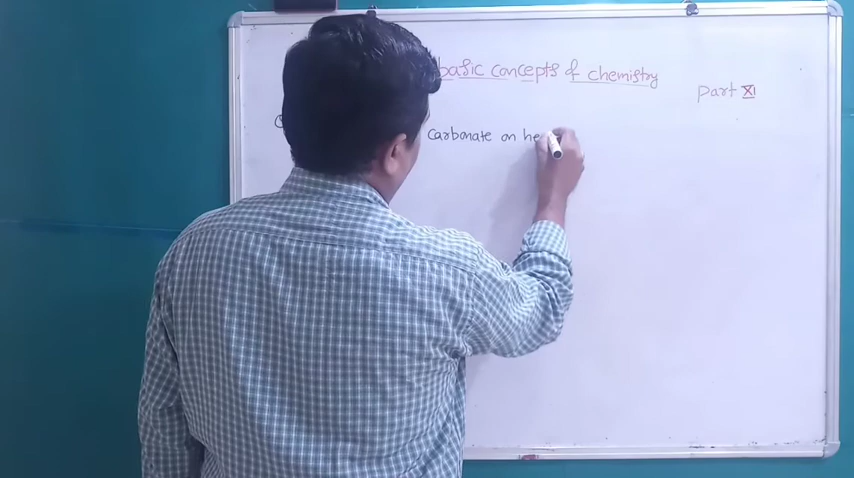 basic concepts of chemistry
Part XI
Carbonate on he